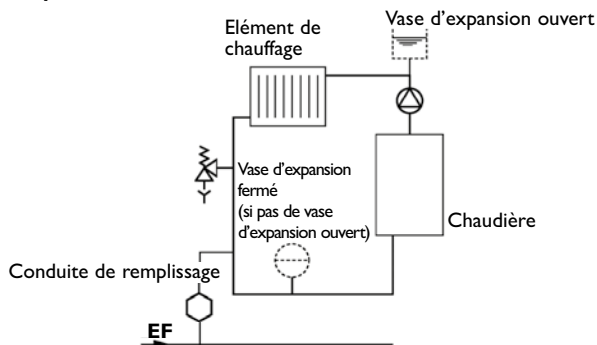 Vase d'expansion ouvert
Elément de
chauffage
Vase d'expansion
fermé
(si pas de vase
d'expansion ouvert)
Chaudière
Conduite de remplissage
EF